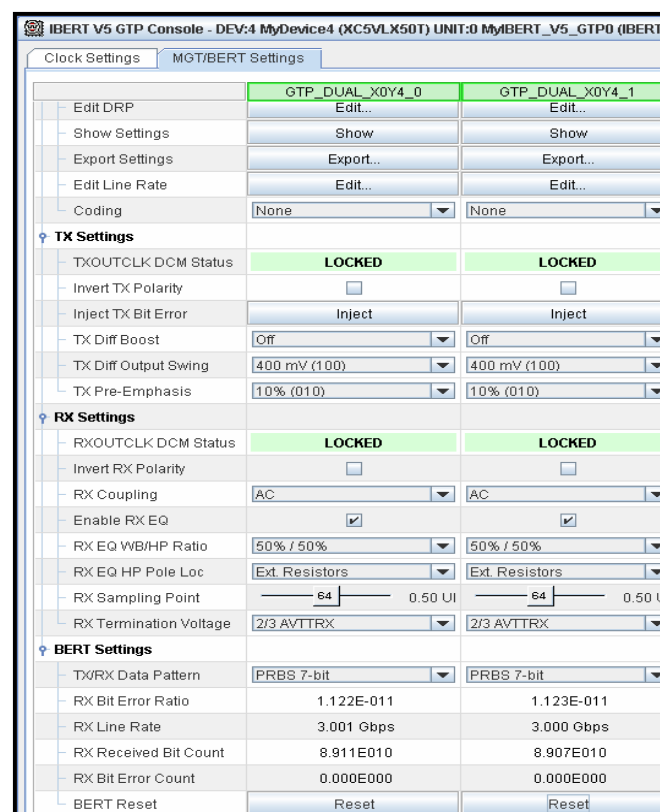 IBERT V5 GTP Console - DEV:4 MyDevice4 (XC5VLX50T) UNIT:0 MyIBERT_V5_GTP0 (IBERT
Clock Settings MGT/BERT Settings
GTP_DUAL_X0Y4_0 GTP_DUAL_X0Y4_1
Edit DRP Edit... Edit...
Show Settings Show Show
Export Settings Export... Export...
Edit Line Rate Edit... Edit...
Coding None None
TX Settings
TXOUTCLK DCM Status LOCKED LOCKED
Invert TX Polarity
Inject TX Bit Error Inject Inject
TX Diff Boost Off Off
TX Diff Output Swing 400 mV (100) 400 mV (100)
TX Pre-Emphasis 10% (010) 10% (010)
RX Settings
RXOUTCLK DCM Status LOCKED LOCKED
Invert RX Polarity
RX Coupling AC AC
Enable RX EQ
RX EQ WB/HP Ratio 50% / 50% 50% / 50%
RX EQ HP Pole Loc Ext. Resistors Ext. Resistors
RX Sampling Point 64 0.50 UI 64 0.50 U
RX Termination Voltage 2/3 AVTTRX 2/3 AVTTRX
BERT Settings
TX/RX Data Pattern PRBS 7-bit PRBS 7-bit
RX Bit Error Ratio 1.122E-011 1.123E-011
RX Line Rate 3.001 Gbps 3.000 Gbps
RX Received Bit Count 8.911E010 8.907E010
RX Bit Error Count 0.000E000 0.000E000
BERT Reset Reset Reset